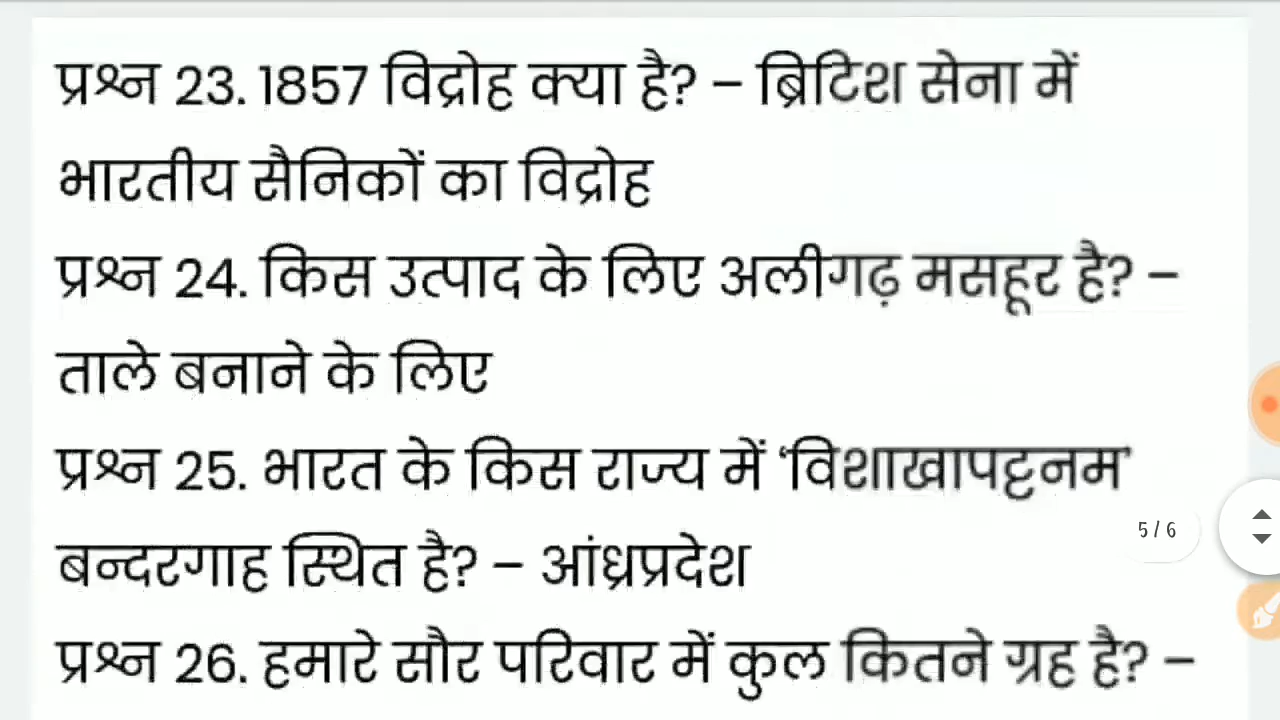 प्रश्न 23. 1857 विद्रोह क्या है? – ब्रिटिश सेना में
भारतीय सैनिकों का विद्रोह
प्रश्न 24. किस उत्पाद के लिए अलीगढ़ मसहूर है? –
ताले बनाने के लिए
प्रश्न 25. भारत के किस राज्य में ‘विशाखापट्टनम’
बन्दरगाह स्थित है? – आंध्रप्रदेश
5 / 6
प्रश्न 26. हमारे सौर परिवार में कुल कितने ग्रह है? –